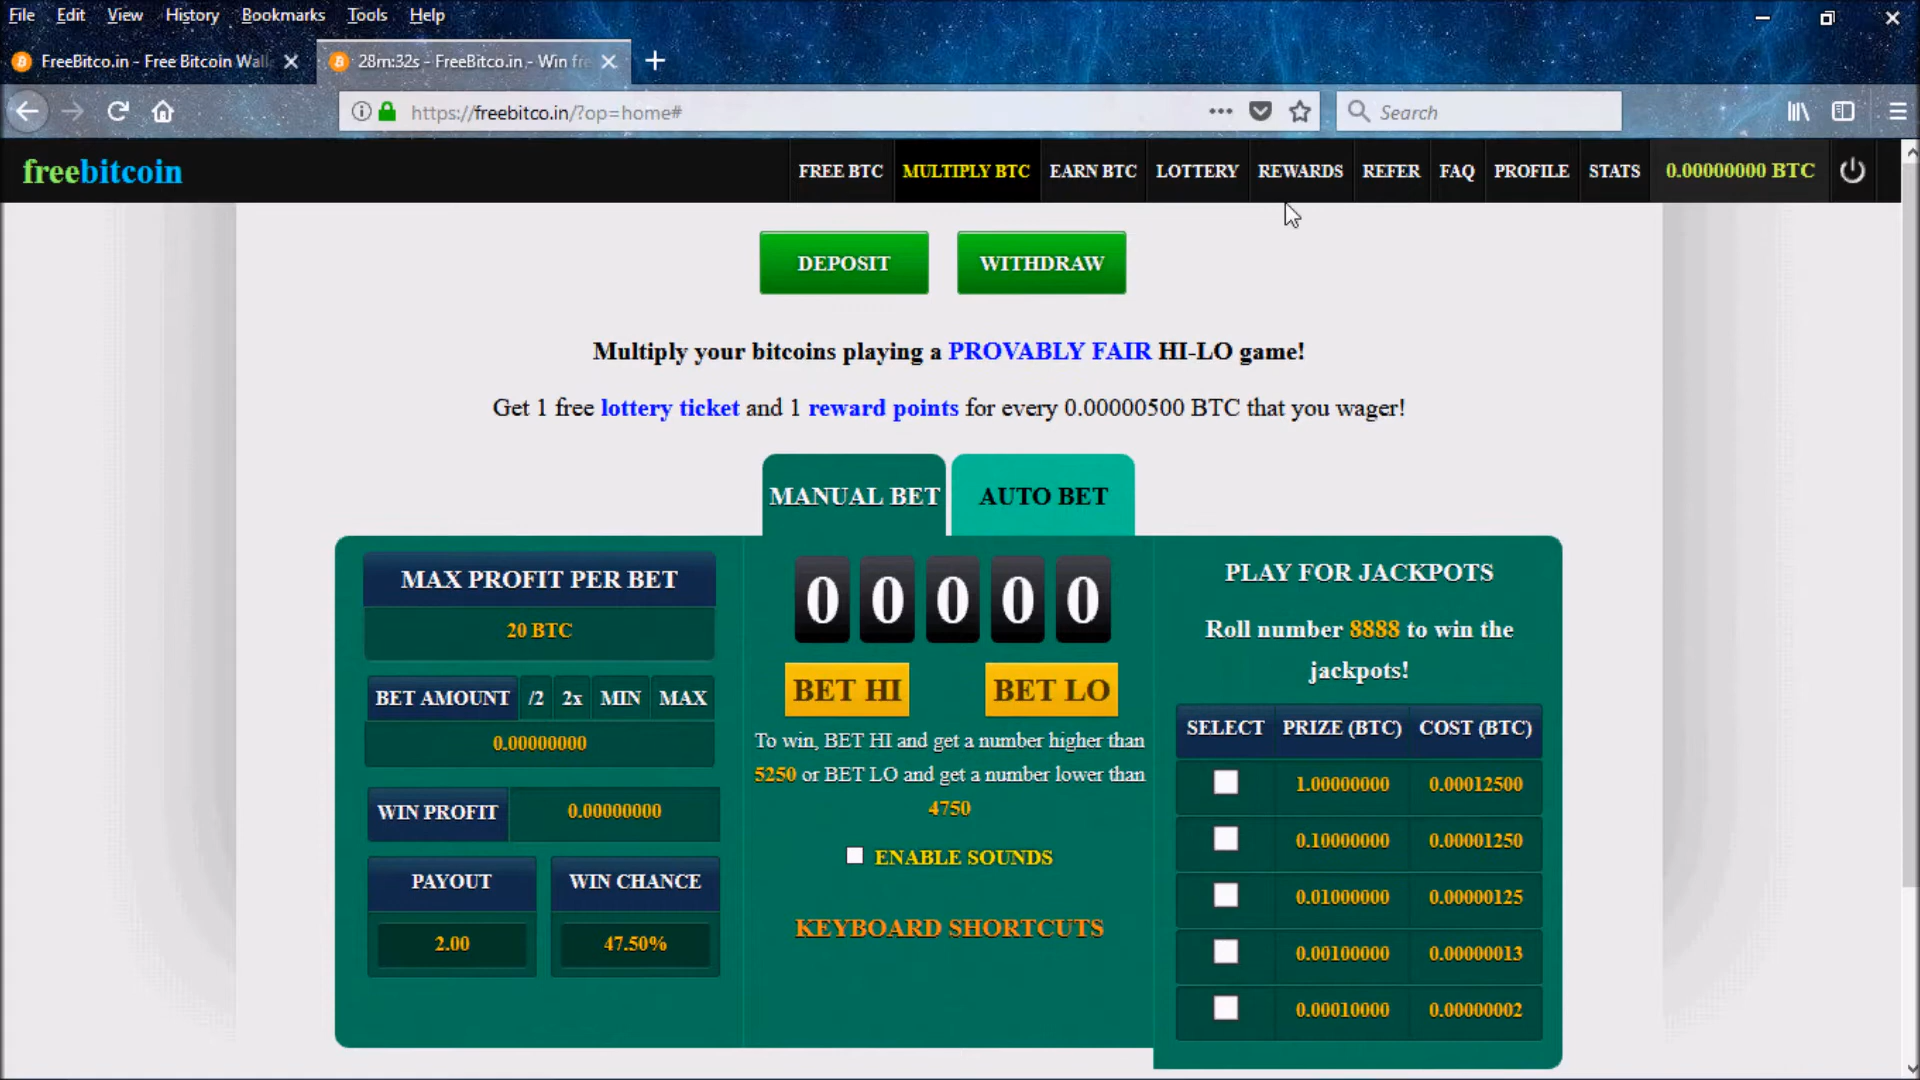 File Edit View History Bookmarks Tools Help
FreeBitco.in - Free Bitcoin Wall 28m:32s - FreeBitco.in - Win fre
https://freebitco.in/?op=home# Search
freebitcoin FREE BTC MULTIPLY BTC EARN BTC LOTTERY REWARDS REFER FAQ PROFILE STATS 0.00000000 BTC
DEPOSIT WITHDRAW
Multiply your bitcoins playing a PROVABLY FAIR HI-LO game!
Get 1 free lottery ticket and 1 reward points for every 0.00000500 BTC that you wager!
MANUAL BET AUTO BET
MAX PROFIT PER BET
20 BTC
BET AMOUNT /2 2x MIN MAX
0.00000000
WIN PROFIT 0.00000000
PAYOUT WIN CHANCE
2.00 47.50%
0 0 0 0 0
BET HI BET LO
To win, BET HI and get a number higher than
5250 or BET LO and get a number lower than
4750
ENABLE SOUNDS
KEYBOARD SHORTCUTS
PLAY FOR JACKPOTS
Roll number 8888 to win the
jackpots!
SELECT PRIZE (BTC) COST (BTC)
1.00000000 0.00012500
0.10000000 0.00001250
0.01000000 0.00000125
0.00100000 0.00000013
0.00010000 0.00000002